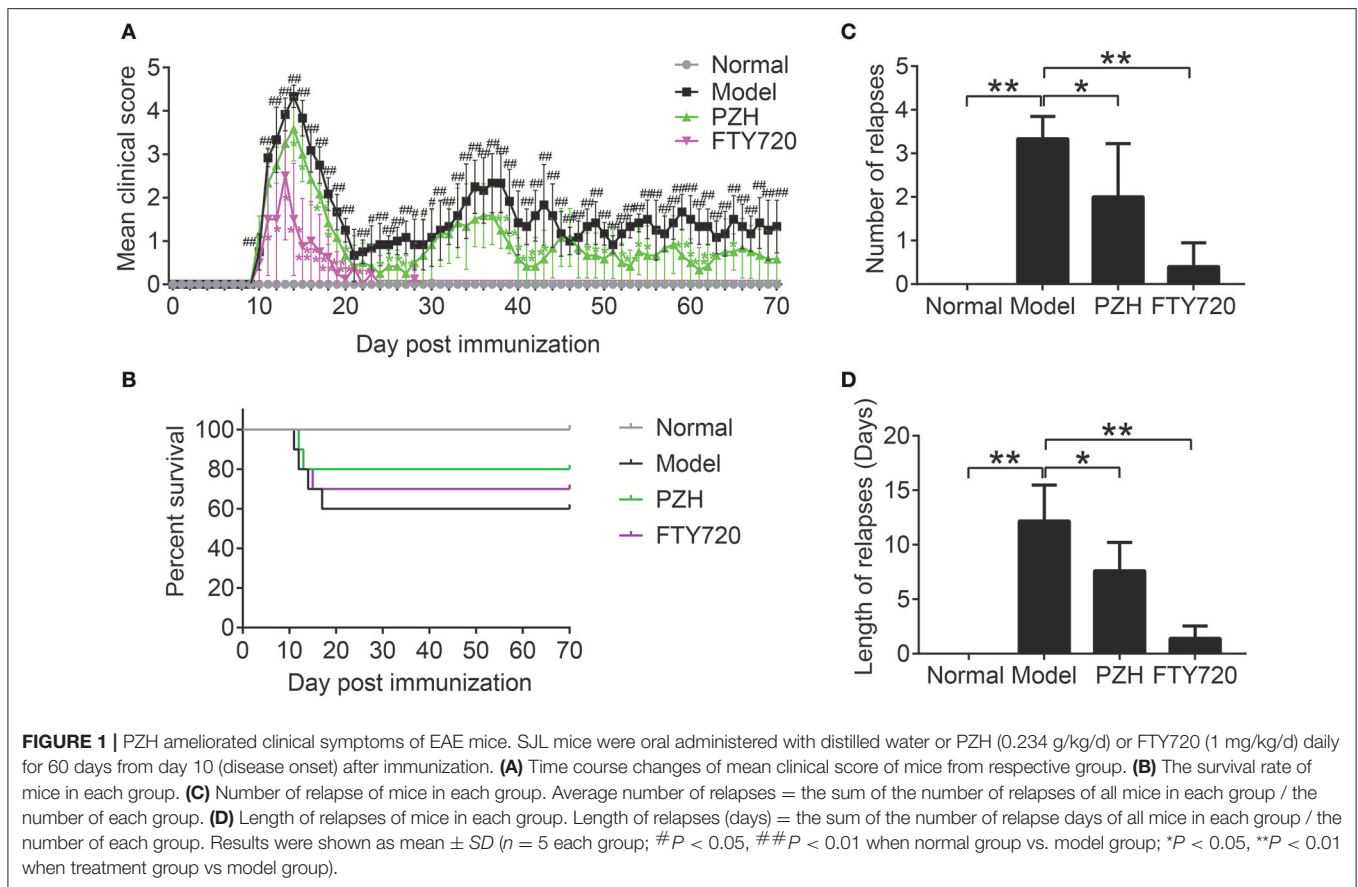 A
Mean clinical score
5
4
3
2
1
0
0 10 20 30 40 50 60 70
Day post immunization
Normal
Model
PZH
FTY720
B
Percent survival
100
80
60
40
20
0
0 10 20 30 40 50 60 70
Day post immunization
Normal
Model
PZH
FTY720
C
Number of relapses
5
4
3
2
1
0
** * **
Normal Model PZH FTY720
D
Length of relapses (Days)
20
15
10
5
0
** * **
Normal Model PZH FTY720
FIGURE 1 | PZH ameliorated clinical symptoms of EAE mice. SJL mice were oral administered with distilled water or PZH (0.234 g/kg/d) or FTY720 (1 mg/kg/d) daily
for 60 days from day 10 (disease onset) after immunization. (A) Time course changes of mean clinical score of mice from respective group. (B) The survival rate of
mice in each group. (C) Number of relapse of mice in each group. Average number of relapses = the sum of the number of relapses of all mice in each group / the
number of each group. (D) Length of relapses of mice in each group. Length of relapses (days) = the sum of the number of relapse days of all mice in each group / the
number of each group. Results were shown as mean ± SD (n = 5 each group; #P < 0.05, ##P < 0.01 when normal group vs. model group; *P < 0.05, **P < 0.01
when treatment group vs model group).